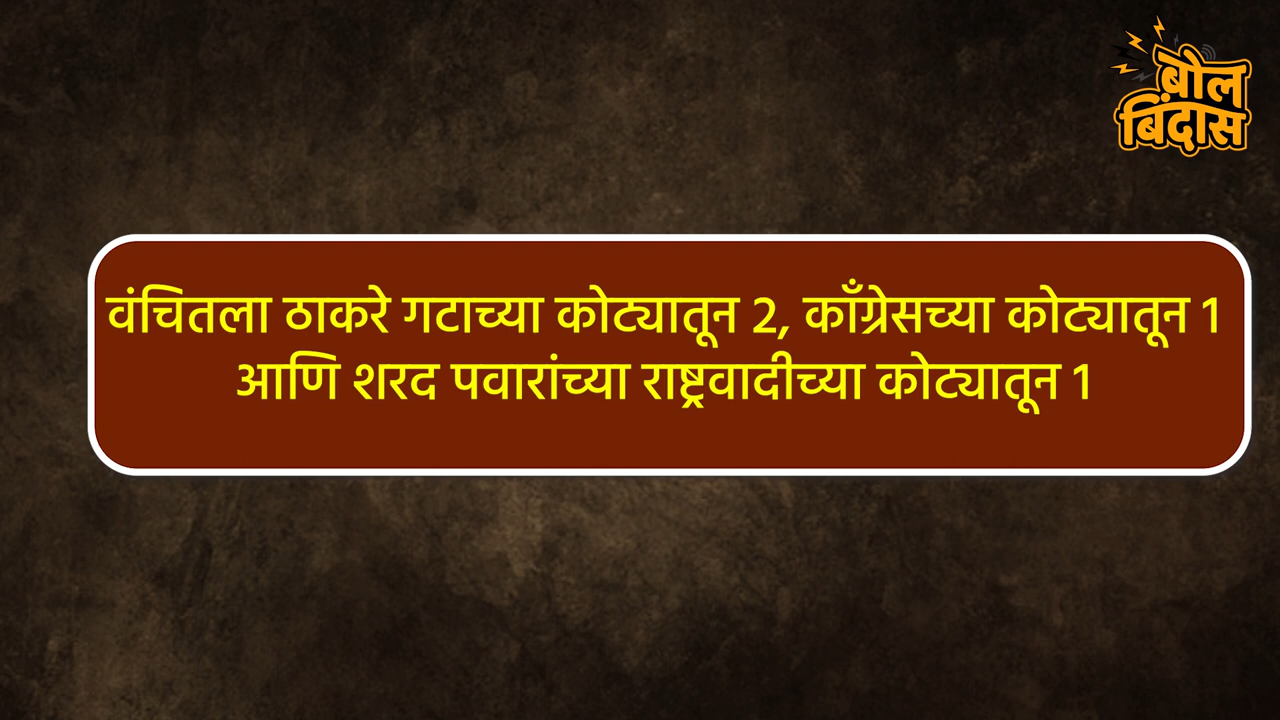 बोल
बिंदास
वंचितला ठाकरे गटाच्या कोट्यातून 2, काँग्रेसच्या कोट्यातून 1
आणि शरद पवारांच्या राष्ट्रवादीच्या कोट्यातून 1